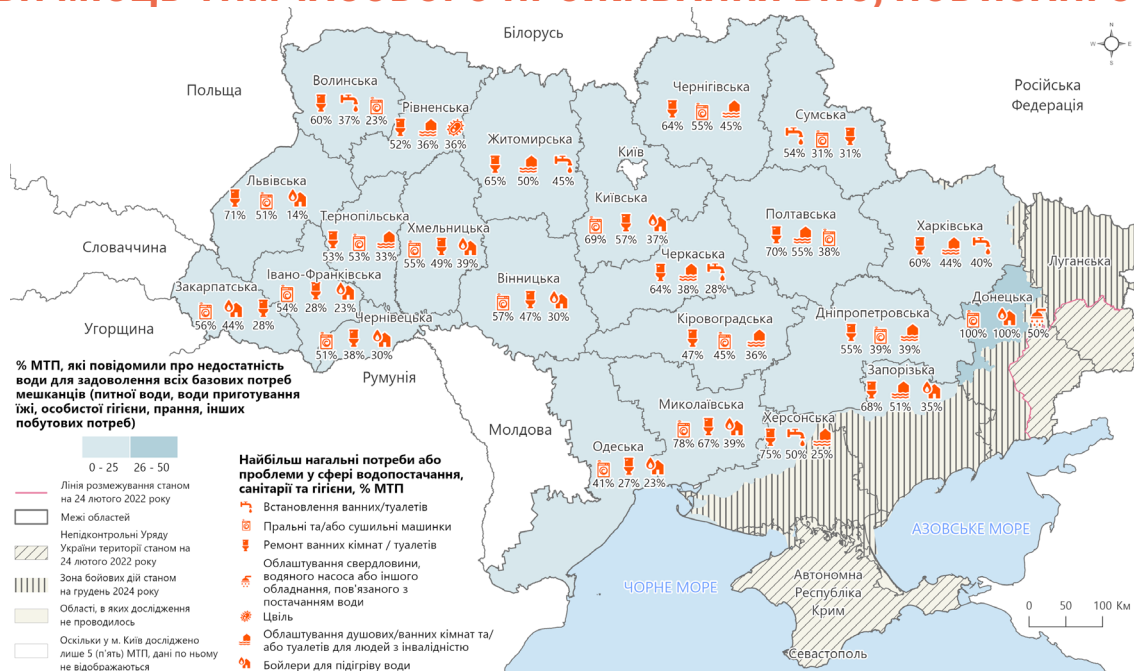 Білорусь
Польща
Російська
Федерація
Словаччина
Угорщина
Румунія
Молдова
Волинська
60% 37% 23%
Рівненська
52% 36% 36%
Житомирська
65% 50% 45%
Київ
Чернігівська
64% 55% 45%
Сумська
54% 31% 31%
Львівська
71% 51% 14%
Тернопільська
53% 53% 33%
Хмельницька
55% 49% 39%
Київська
69% 57% 37%
Полтавська
70% 55% 38%
Харківська
60% 44% 40%
Луганська
Черкаська
64% 38% 28%
Закарпатська
56% 44% 28%
Івано-Франківська
54% 28% 23%
Чернівецька
51% 38% 30%
Вінницька
57% 47% 30%
Кіровоградська
47% 45% 36%
Дніпропетровська
55% 39% 39%
Донецька
100% 100% 50%
Запорізька
68% 51% 35%
Миколаївська
78% 67% 39%
Херсонська
75% 50% 25%
Одеська
41% 27% 23%
АЗОВСЬКЕ МОРЕ
ЧОРНЕ МОРЕ
Автономна
Республіка
Крим
Севастополь
N
W E
S
0 50 100 Км
% МТП, які повідомили про недостатність
води для задоволення всіх базових потреб
мешканців (питної води, води приготування
їжі, особистої гігієни, прання, інших
побутових потреб)
0 - 25 26 - 50
Лінія розмежування станом
на 24 лютого 2022 року
Межі областей
Непідконтрольні Уряду
України території станом на
24 лютого 2022 року
Зона бойових дій станом
на грудень 2024 року
Області, в яких дослідження
не проводилось
Оскільки у м. Київ досліджено
лише 5 (п'ять) МТП, дані по ньому
не відображаються
Найбільш нагальні потреби або
проблеми у сфері водопостачання,
санітарії та гігієни, % МТП
Встановлення ванних/туалетів
Пральні та/або сушильні машинки
Ремонт ванних кімнат / туалетів
Облаштування свердловини,
водяного насоса або іншого
обладнання, пов'язаного з
постачанням води
Цвіль
Облаштування душових/ванних кімнат та/
або туалетів для людей з інвалідністю
Бойлери для підігріву води